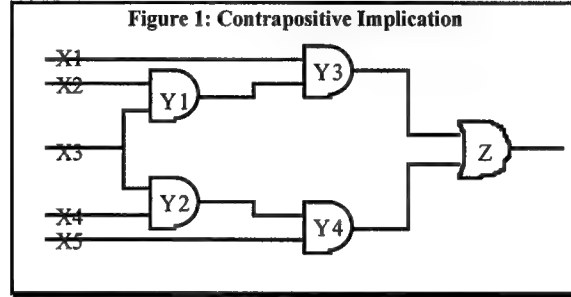 Figure 1: Contrapositive Implication
X1
Y3
X2
Y1
X3
Z
Y2
X4
Y4
X5